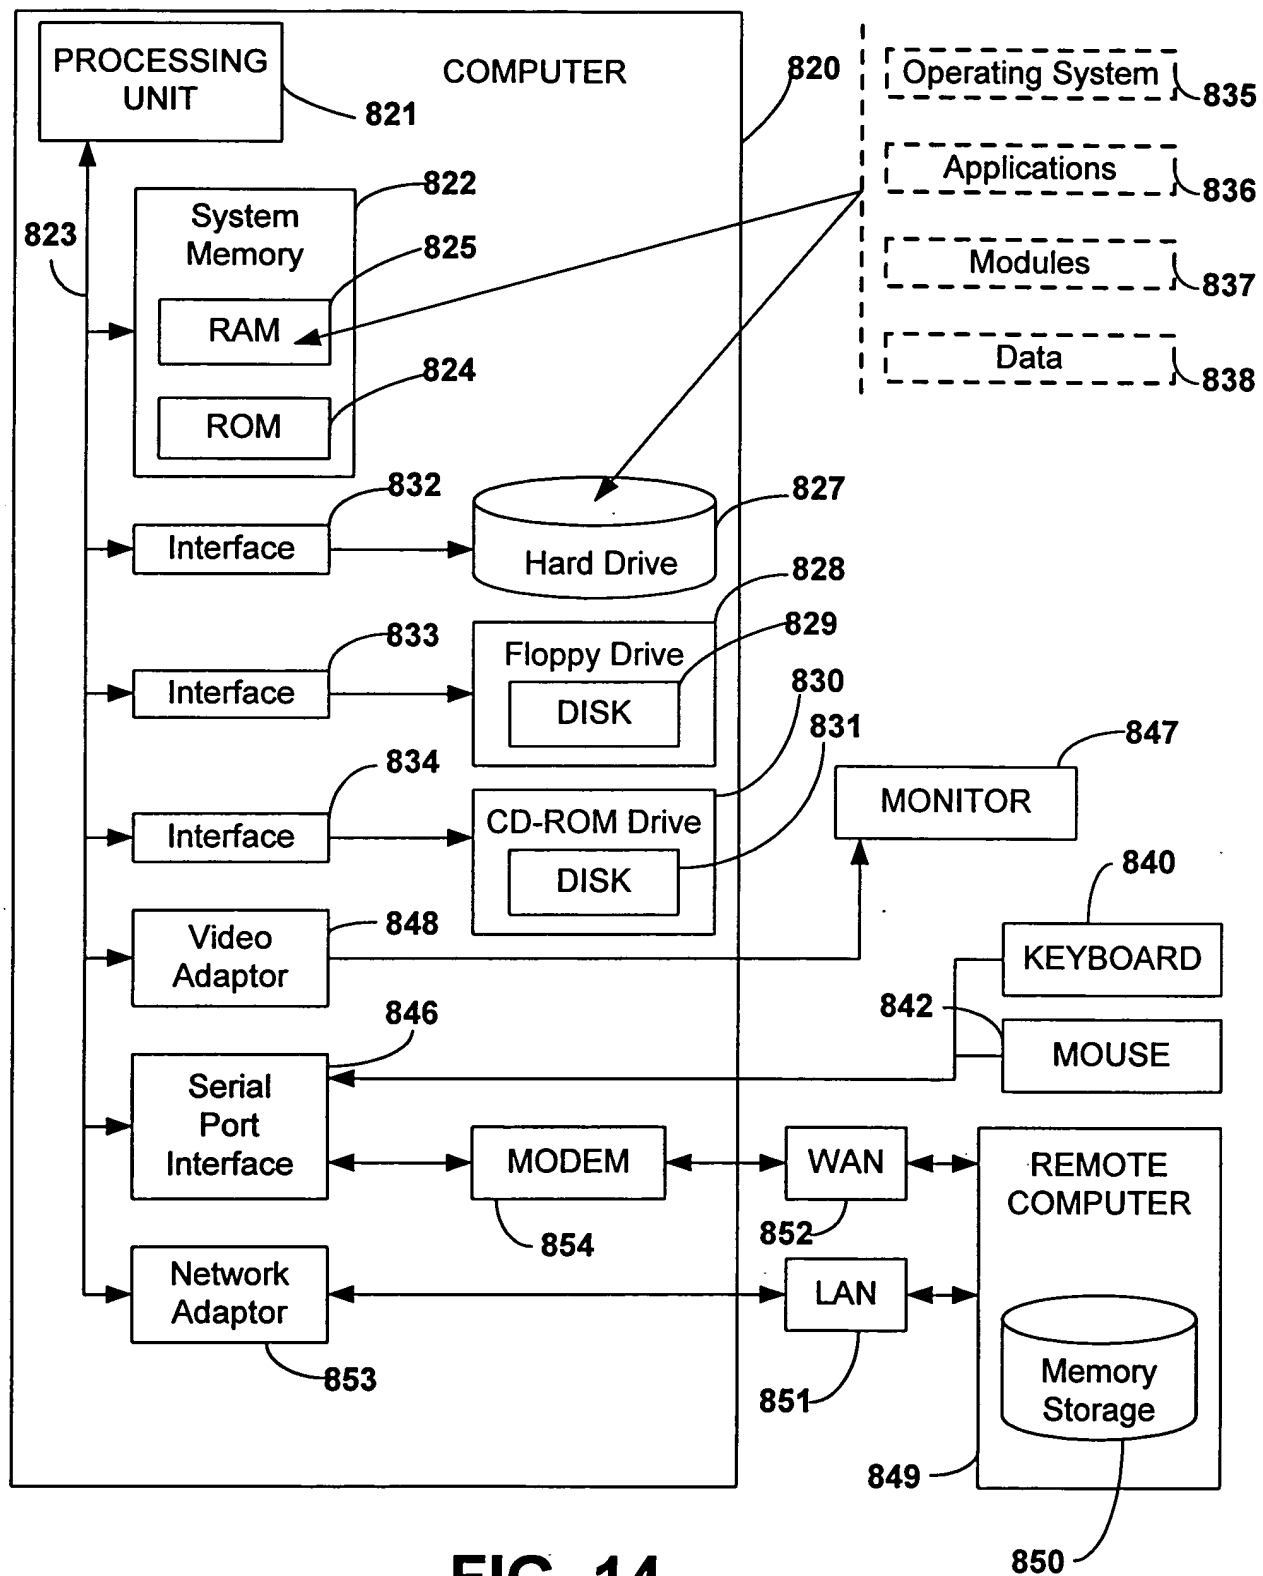 PROCESSING
UNIT
821
COMPUTER
820
Operating System
835
Applications
836
Modules
837
Data
838
823
822
System
Memory
825
RAM
824
ROM
832
Interface
827
Hard Drive
828
833
Interface
829
Floppy Drive
DISK
830
831
834
Interface
CD-ROM Drive
DISK
847
MONITOR
848
Video
Adaptor
840
KEYBOARD
842
MOUSE
846
Serial
Port
Interface
MODEM
854
WAN
852
REMOTE
COMPUTER
Network
Adaptor
853
LAN
851
Memory
Storage
849
850
FIG. 14